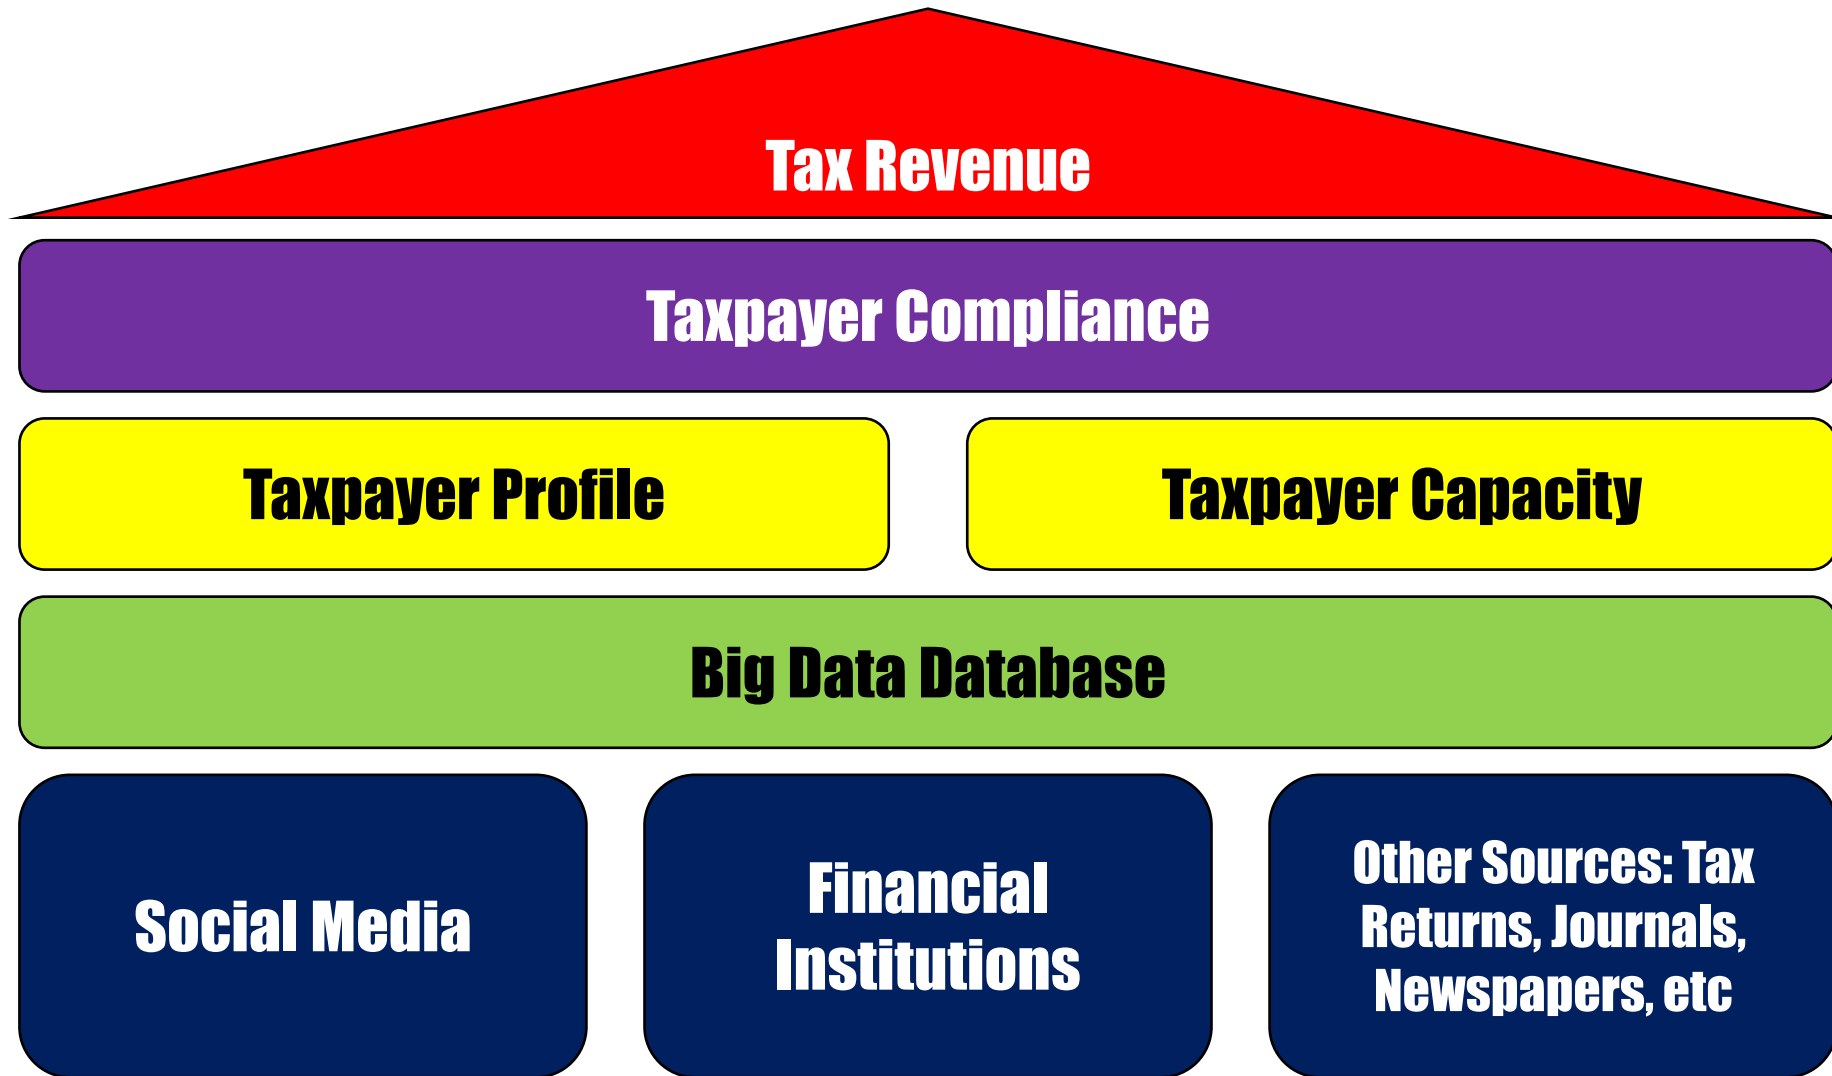 Tax Revenue
Taxpayer Compliance
Taxpayer Profile
Taxpayer Capacity
Big Data Database
Social Media
Financial
Institutions
Other Sources: Tax
Returns, Journals,
Newspapers, etc